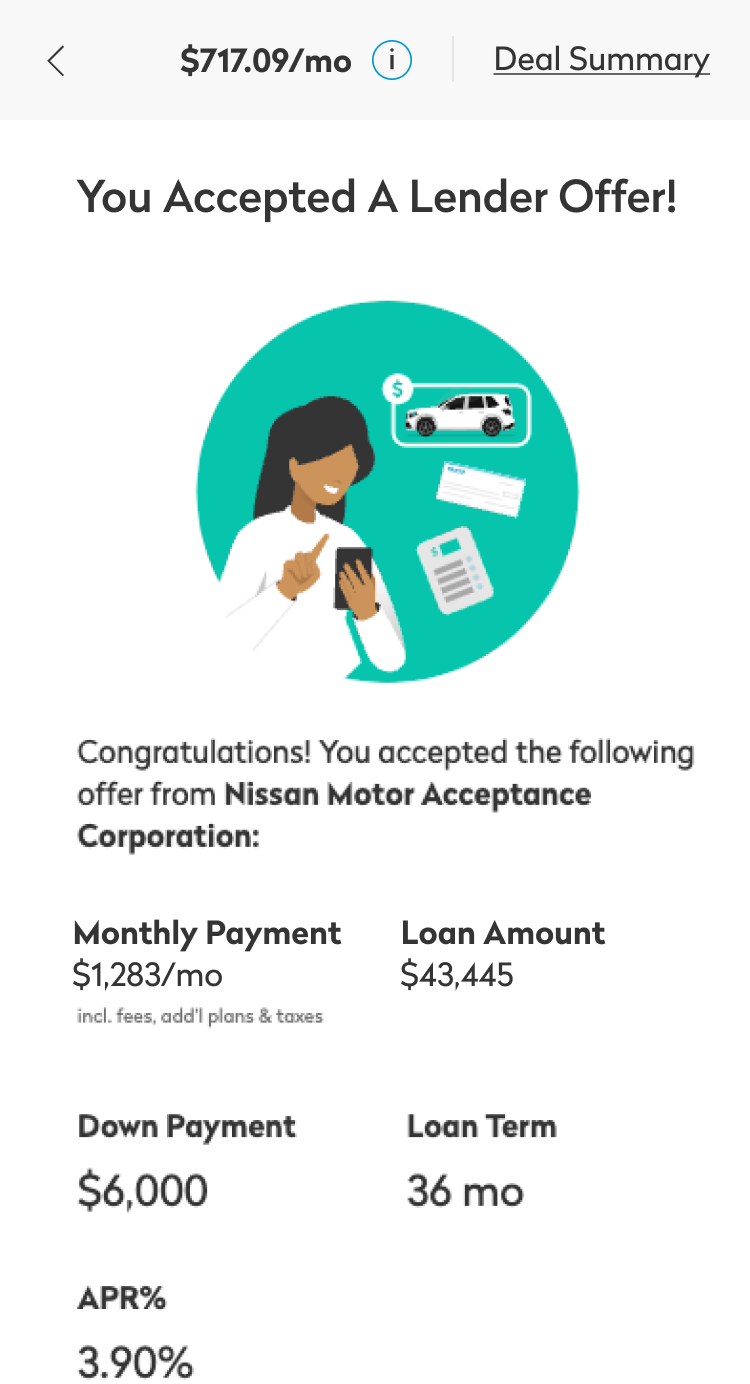 $717.09/mo i Deal Summary
You Accepted A Lender Offer!
$
$
Congratulations! You accepted the following
offer from Nissan Motor Acceptance
Corporation:
Monthly Payment Loan Amount
$1,283/mo $43,445
incl. fees, add'l plans & taxes
Down Payment Loan Term
$6,000 36 mo
APR%
3.90%